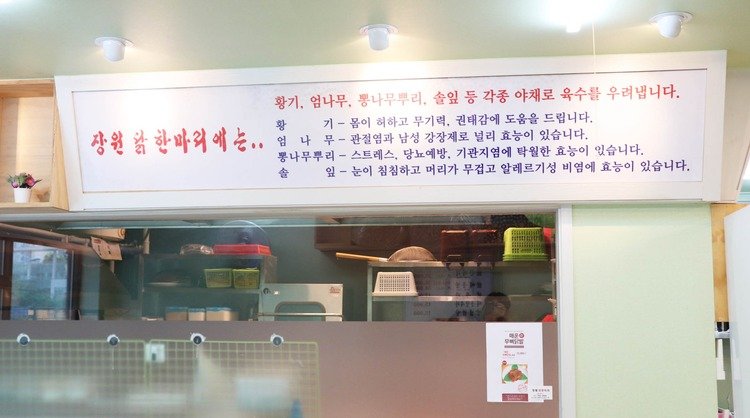 장원 닭 한마리에는..
황기, 엄나무, 뽕나무뿌리, 솔잎 등 각종 야채로 육수를 우려냅니다.
황 기 – 몸이 허하고 무기력, 권태감에 도움을 드립니다.
엄 나 무 – 관절염과 남성 강장제로 널리 효능이 있습니다.
뽕나무뿌리 – 스트레스, 당뇨예방, 기관지염에 탁월한 효능이 있습니다.
솔 잎 – 눈이 침침하고 머리가 무겁고 알레르기성 비염에 효능이 있습니다.
매운
무뼈닭발